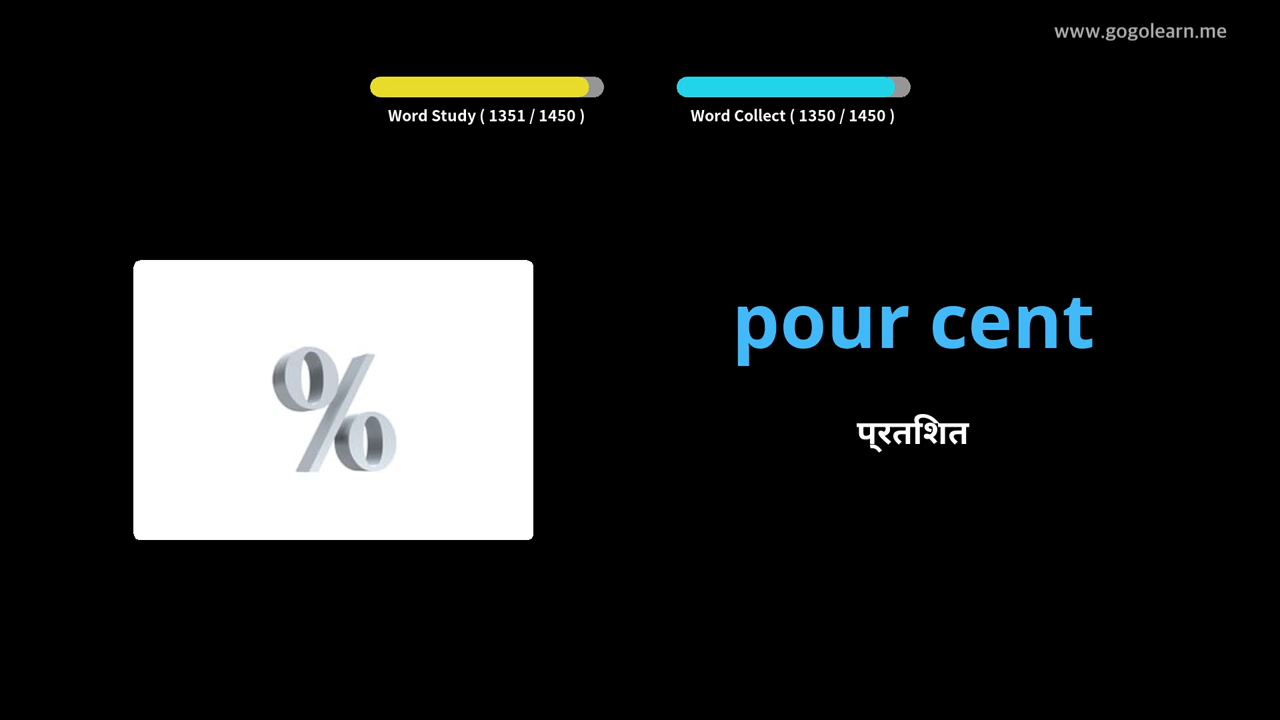 www.gogolearn.me
Word Study ( 1351 / 1450 )
Word Collect ( 1350 / 1450 )
%
pour cent
प्रतिशत